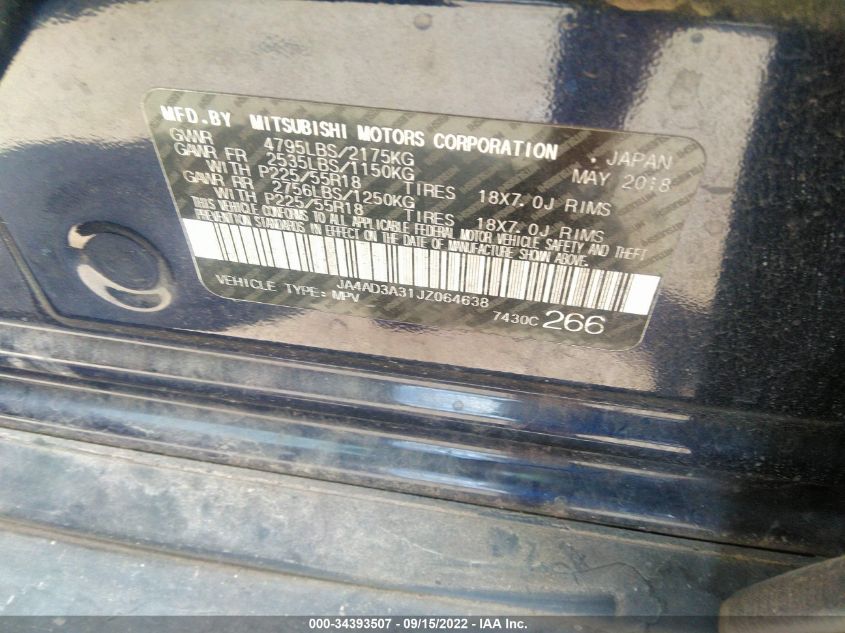 MFD.BY MITSUBISHI MOTORS CORPORATION . JAPAN
GVWR 4795LBS/2175KG MAY 2018
GAWR FR 2535LBS/1150KG
WITH P225/55R18 TIRES 18X7.0J RIMS
GAWR RR 2756LBS/1250KG
WITH P225/55R18 TIRES 18X7.0J RIMS
THIS VEHICLE CONFORMS TO ALL APPLICABLE FEDERAL MOTOR VEHICLE SAFETY AND THEFT
PREVENTION STANDARDS IN EFFECT ON THE DATE OF MANUFACTURE SHOWN ABOVE.
JA4AD3A31JZ064638
VEHICLE TYPE: MPV
7430C 266
000-34393507 - 09/15/2022 - IAA Inc.